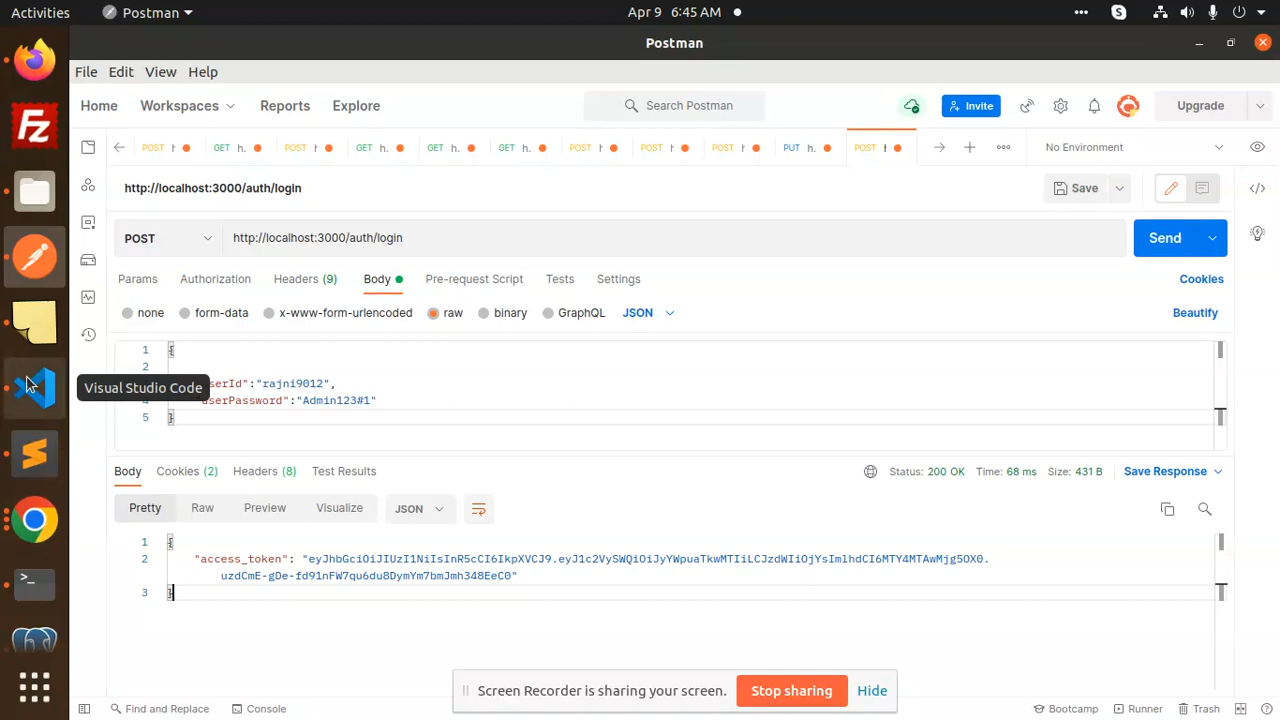 Activities Postman Apr 9 6:45 AM
Postman
File Edit View Help
Home Workspaces Reports Explore Search Postman Invite Upgrade
POST GET h. POST GET h. GET h. GET h. POST POST POST PUT h. POST No Environment
http://localhost:3000/auth/login Save
POST http://localhost:3000/auth/login Send
Params Authorization Headers (9) Body Pre-request Script Tests Settings Cookies
none form-data x-www-form-urlencoded raw binary GraphQL JSON Beautify
1 {
2
serId":"rajni9012",
Visual Studio Code
4 "userPassword":"Admin123#1"
5 }
Body Cookies (2) Headers (8) Test Results Status: 200 OK Time: 68 ms Size: 431 B Save Response
Pretty Raw Preview Visualize JSON
1 {
2 "access_token": "eyJhbGciOiJIUzI1NiIsInR5cCI6IkpXVCJ9.eyJ1c2VySWQiOiJyYWpuaTkwMTIiLCJzdWIiOjYsImlhdCI6MTY4MTAwMjg5OX0.
uzdCmE-gDe-fd91nFW7qu6du8DymYm7bmJmh348EeC0"
3 }
Screen Recorder is sharing your screen. Stop sharing Hide
Find and Replace Console Bootcamp Runner Trash